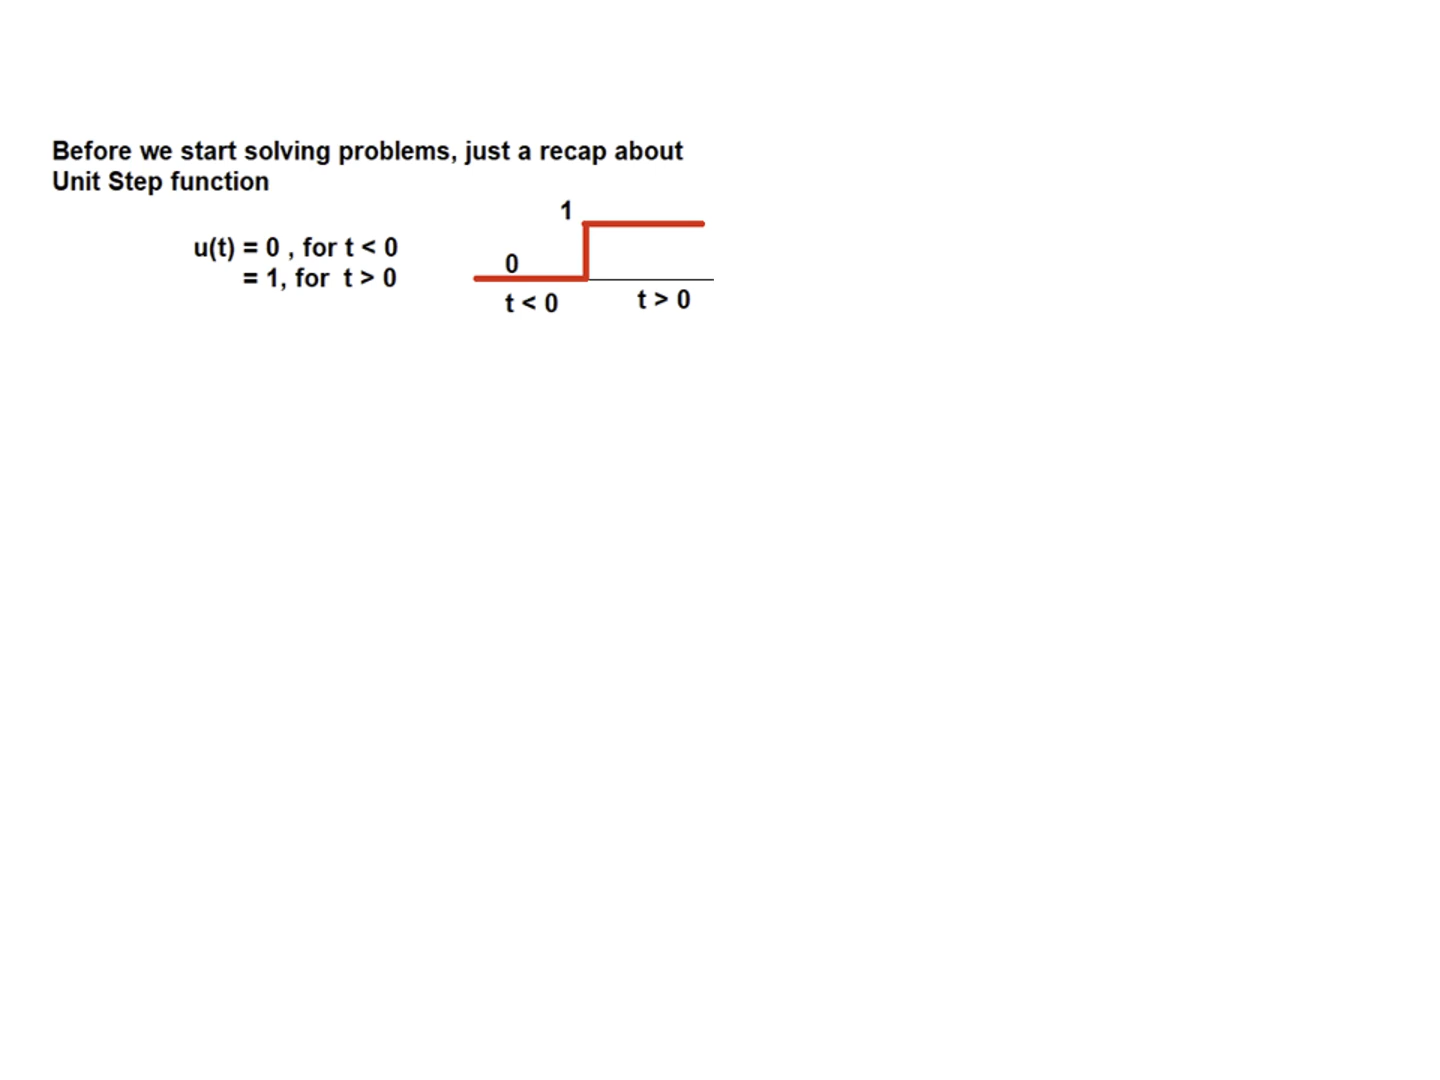 Before we start solving problems, just a recap about
Unit Step function
u(t) = 0 , for t < 0
= 1, for t > 0
1
0
t < 0
t > 0